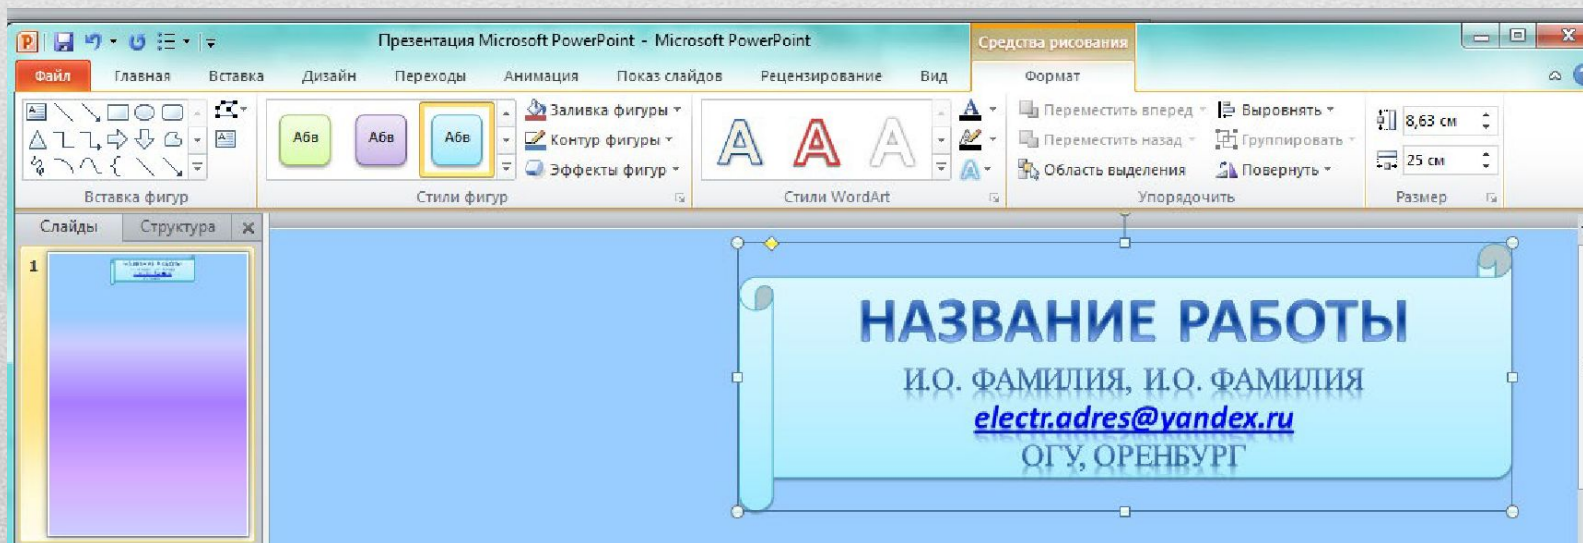 Презентация Microsoft PowerPoint - Microsoft PowerPoint
Средства рисования
Файл Главная Вставка Дизайн Переходы Анимация Показ слайдов Рецензирование Вид Формат
Абв Абв Абв
Заливка фигуры
Контур фигуры
Эффекты фигур
Переместить вперед
Переместить назад
Область выделения
Выровнять
Группировать
Повернуть
8,63 см
25 см
Вставка фигур Стили фигур Стили WordArt Упорядочить Размер
Слайды Структура
1
НАЗВАНИЕ РАБОТЫ
И.О. ФАМИЛИЯ, И.О. ФАМИЛИЯ
electr.adres@yandex.ru
ОГУ, ОРЕНБУРГ